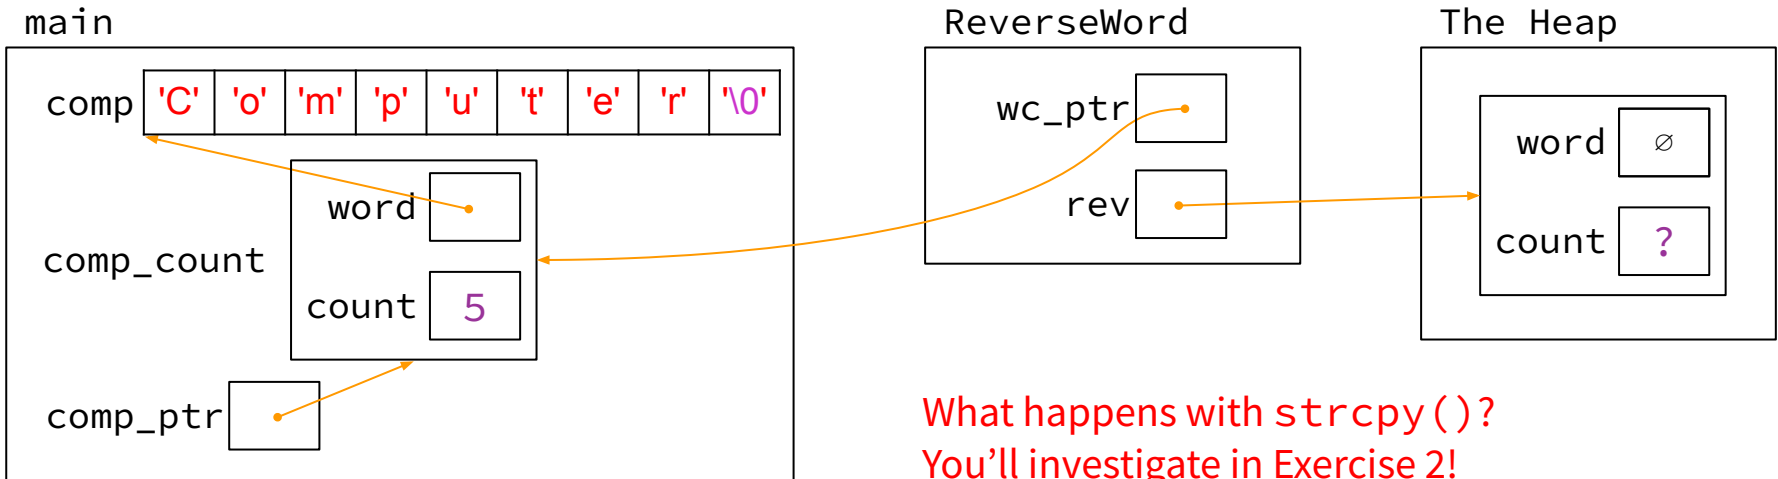 main
ReverseWord
The Heap
comp 'C' 'o' 'm' 'p' 'u' 't' 'e' 'r' '\0'
wc_ptr
word ∅
word
rev
comp_count
count ?
count 5
comp_ptr
What happens with strcpy()?
You’ll investigate in Exercise 2!